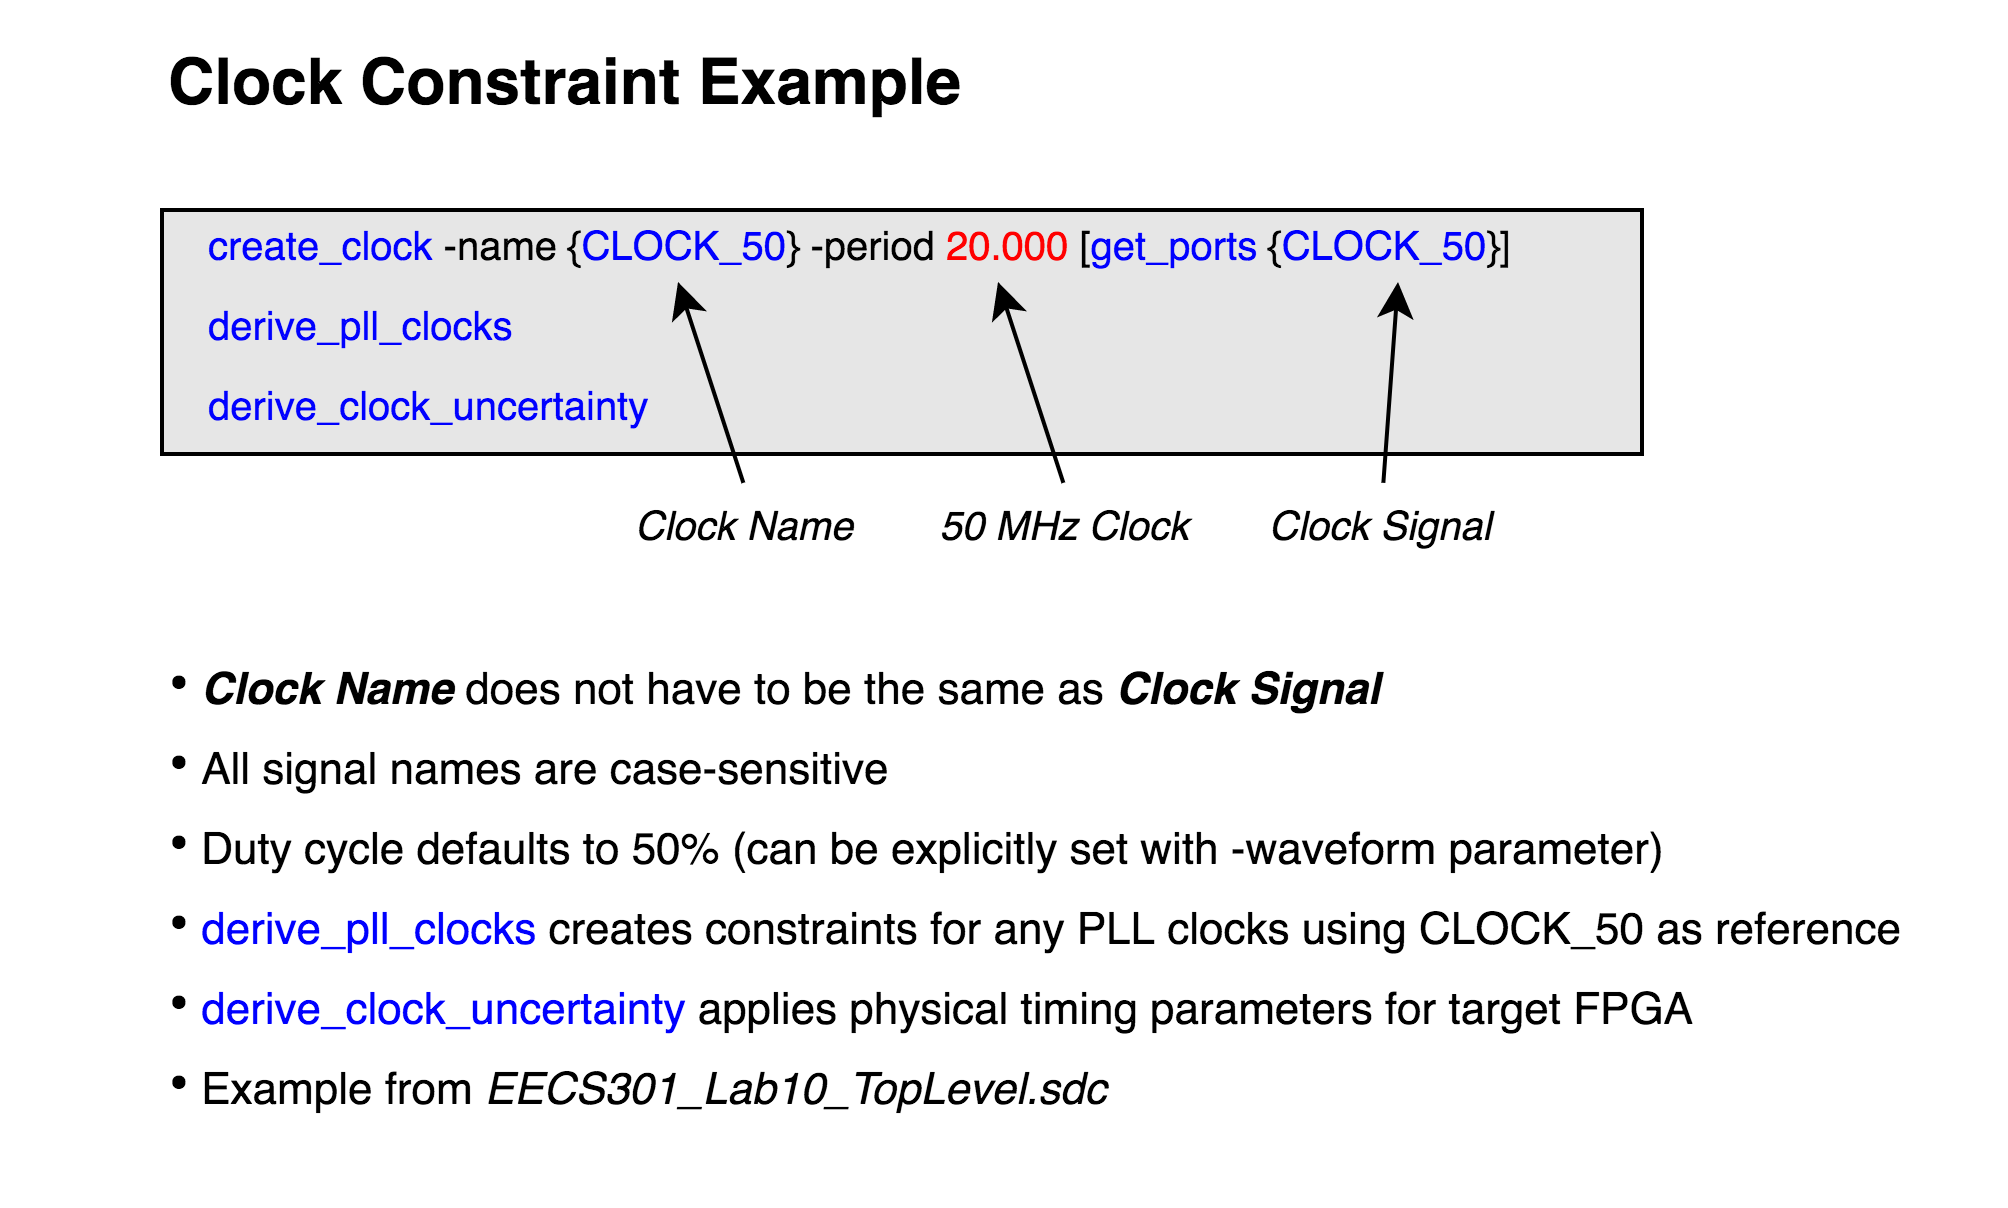 Clock Constraint Example
create_clock -name {CLOCK_50} -period 20.000 [get_ports {CLOCK_50}]
derive_pll_clocks
derive_clock_uncertainty
Clock Name 50 MHz Clock Clock Signal
• Clock Name does not have to be the same as Clock Signal
• All signal names are case-sensitive
• Duty cycle defaults to 50% (can be explicitly set with -waveform parameter)
• derive_pll_clocks creates constraints for any PLL clocks using CLOCK_50 as reference
• derive_clock_uncertainty applies physical timing parameters for target FPGA
• Example from EECS301_Lab10_TopLevel.sdc